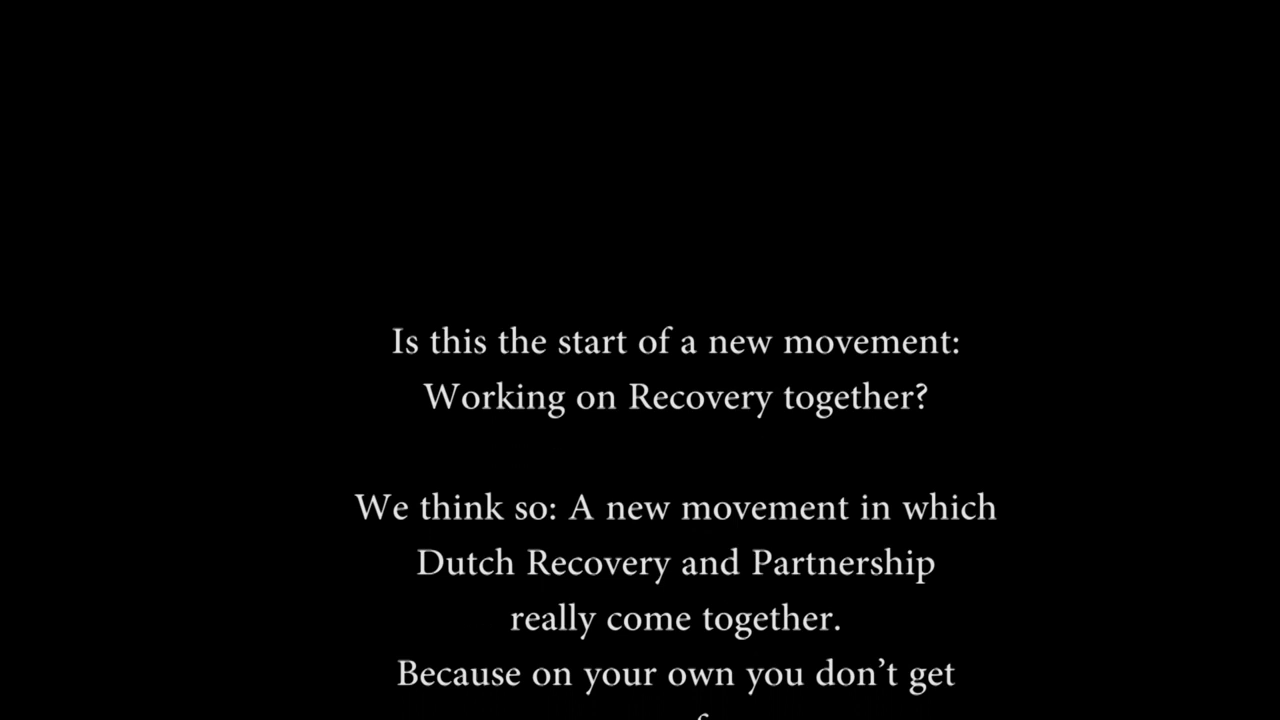 Is this the start of a new movement:
Working on Recovery together?
We think so: A new movement in which
Dutch Recovery and Partnership
really come together.
Because on your own you don’t get